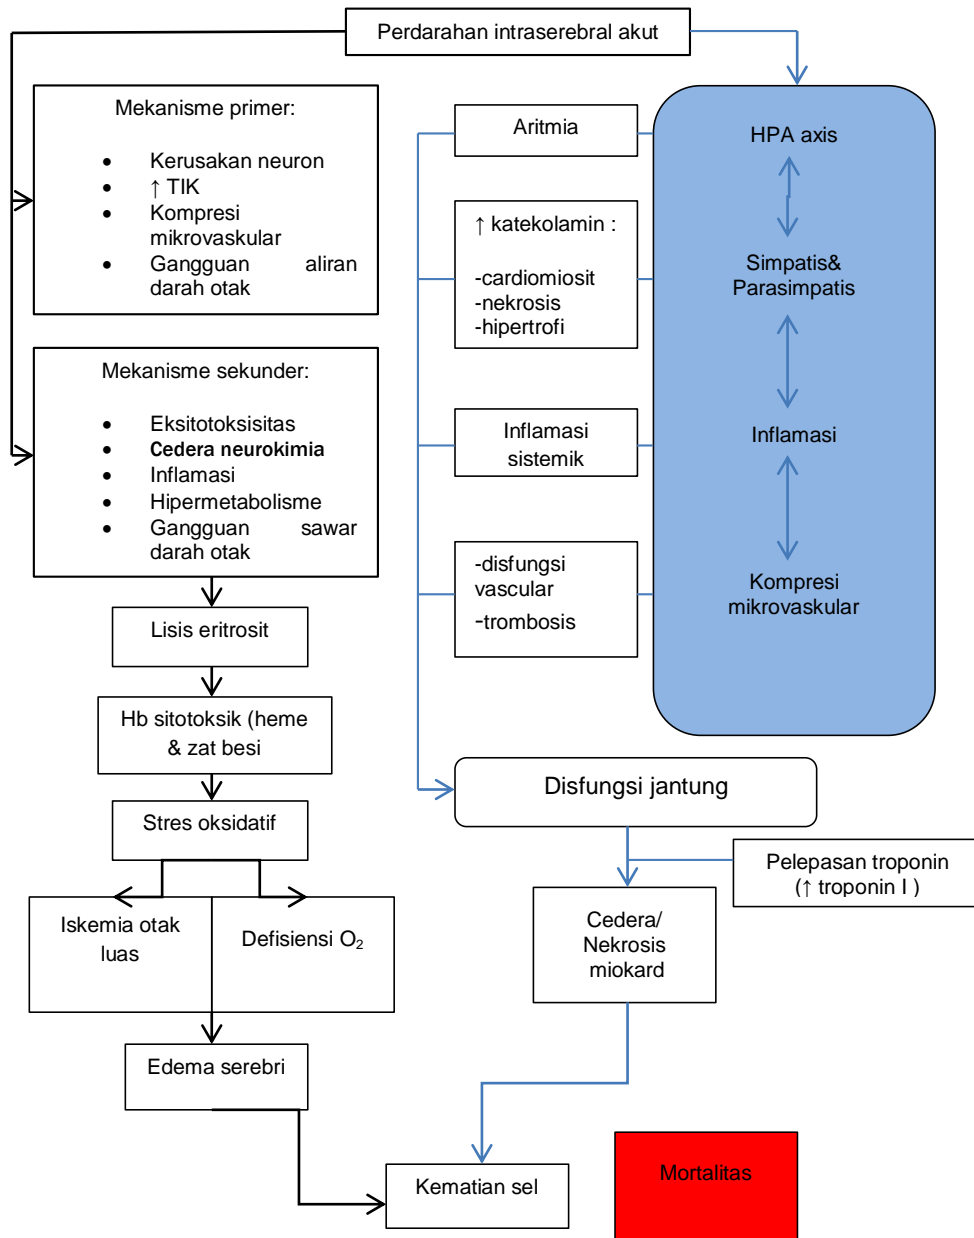 Perdarahan intraserebral akut
Mekanisme primer:
• Kerusakan neuron
• ↑ TIK
• Kompresi
mikrovaskular
• Gangguan aliran
darah otak
Mekanisme sekunder:
• Eksitotoksisitas
• Cedera neurokimia
• Inflamasi
• Hipermetabolisme
• Gangguan sawar
darah otak
Lisis eritrosit
Hb sitotoksik (heme
& zat besi
Stres oksidatif
Iskemia otak
luas
Defisiensi O₂
Edema serebri
Aritmia
↑ katekolamin :
-cardiomiosit
-nekrosis
-hipertrofi
Inflamasi
sistemik
-disfungsi
vascular
-trombosis
HPA axis
Simpatis&
Parasimpatis
Inflamasi
Kompresi
mikrovaskular
Disfungsi jantung
Pelepasan troponin
(↑ troponin I )
Cedera/
Nekrosis
miokard
Kematian sel
Mortalitas